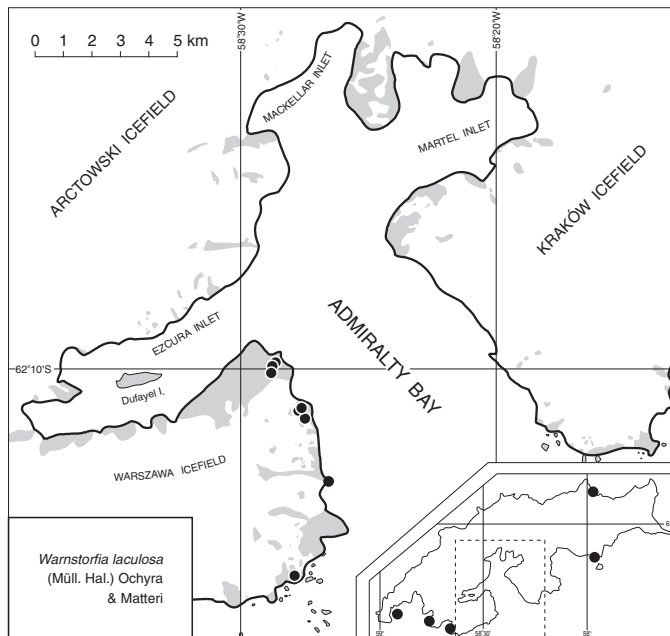 58°30'W
58°20'W
0 1 2 3 4 5 km
MACKELLAR INLET
MARTEL INLET
ARCTOWSKI ICEFIELD
KRAKÓW ICEFIELD
ADMIRALTY BAY
EZCURA INLET
62°10'S
Dufayel I.
WARSZAWA ICEFIELD
Warnstorfia laculosa
(Müll. Hal.) Ochyra
& Matteri
62
59°
58°30'
58°